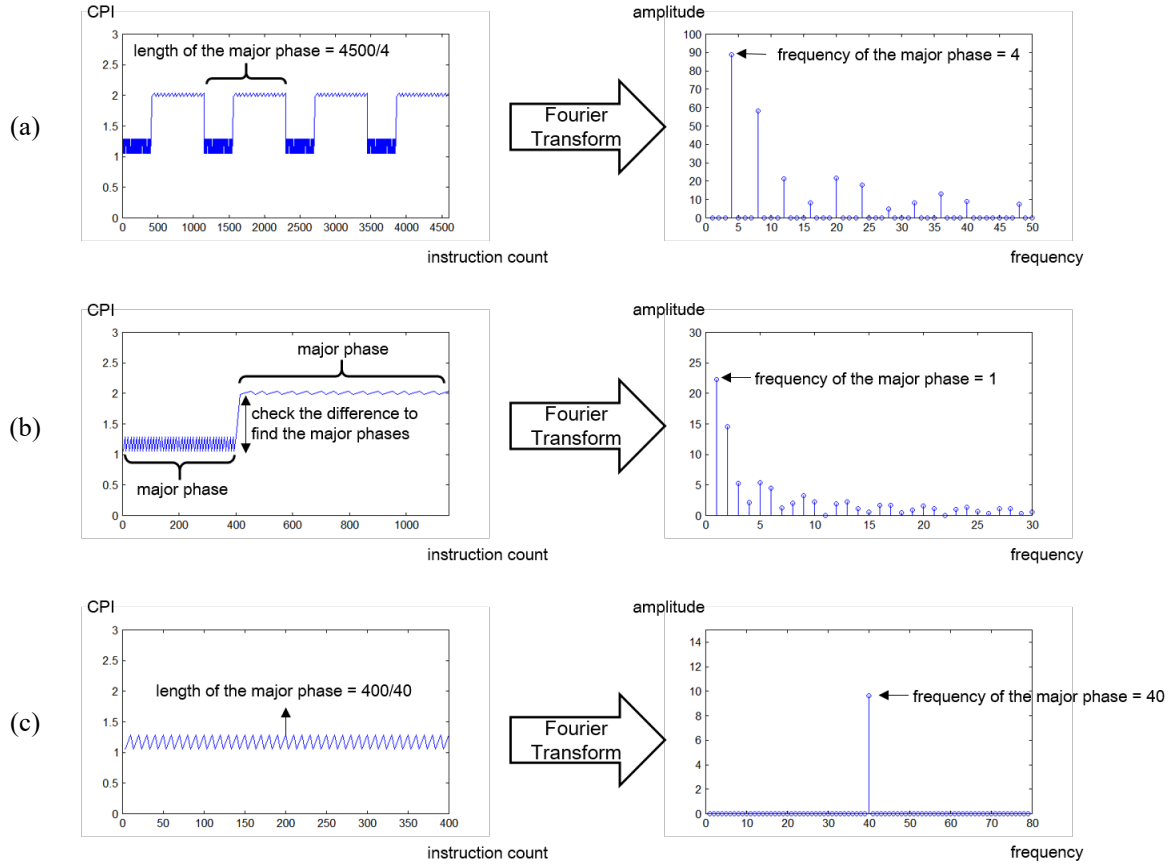 CPI
amplitude
(a)
length of the major phase = 4500/4
3
2.5
2
1.5
1
0.5
0
0 500 1000 1500 2000 2500 3000 3500 4000 4500
instruction count
Fourier
Transform
frequency of the major phase = 4
100
90
80
70
60
50
40
30
20
10
0
0 5 10 15 20 25 30 35 40 45 50
frequency
CPI
amplitude
(b)
major phase
check the difference to
find the major phases
major phase
3
2.5
2
1.5
1
0.5
0
0 200 400 600 800 1000
instruction count
Fourier
Transform
frequency of the major phase = 1
30
25
20
15
10
5
0
0 5 10 15 20 25 30
frequency
CPI
amplitude
(c)
length of the major phase = 400/40
3
2.5
2
1.5
1
0.5
0
0 50 100 150 200 250 300 350 400
instruction count
Fourier
Transform
frequency of the major phase = 40
14
12
10
8
6
4
2
0
0 10 20 30 40 50 60 70 80
frequency